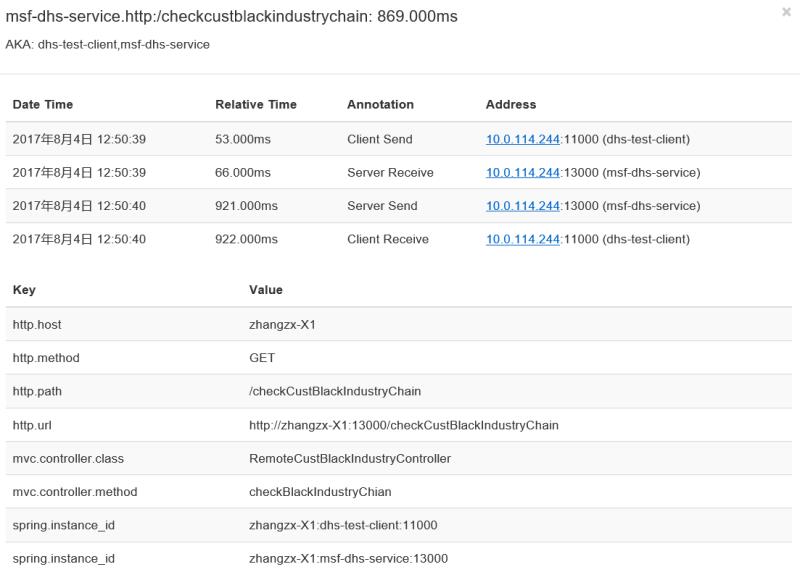 msf-dhs-service.http:/checkcustblackindustrychain: 869.000ms ×
AKA: dhs-test-client,msf-dhs-service
Date Time Relative Time Annotation Address
2017年8月4日 12:50:39 53.000ms Client Send 10.0.114.244:11000 (dhs-test-client)
2017年8月4日 12:50:39 66.000ms Server Receive 10.0.114.244:13000 (msf-dhs-service)
2017年8月4日 12:50:40 921.000ms Server Send 10.0.114.244:13000 (msf-dhs-service)
2017年8月4日 12:50:40 922.000ms Client Receive 10.0.114.244:11000 (dhs-test-client)
Key Value
http.host zhangzx-X1
http.method GET
http.path /checkCustBlackIndustryChain
http.url http://zhangzx-X1:13000/checkCustBlackIndustryChain
mvc.controller.class RemoteCustBlackIndustryController
mvc.controller.method checkBlackIndustryChian
spring.instance_id zhangzx-X1:dhs-test-client:11000
spring.instance_id zhangzx-X1:msf-dhs-service:13000